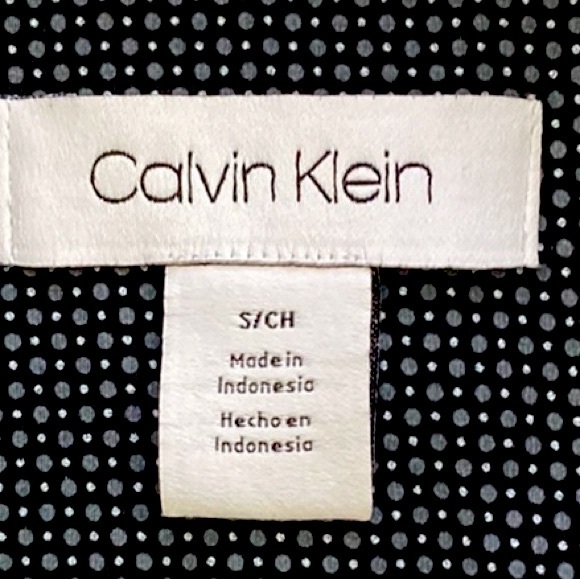 Calvin Klein
S/CH
Made in
Indonesia
Hecho en
Indonesia